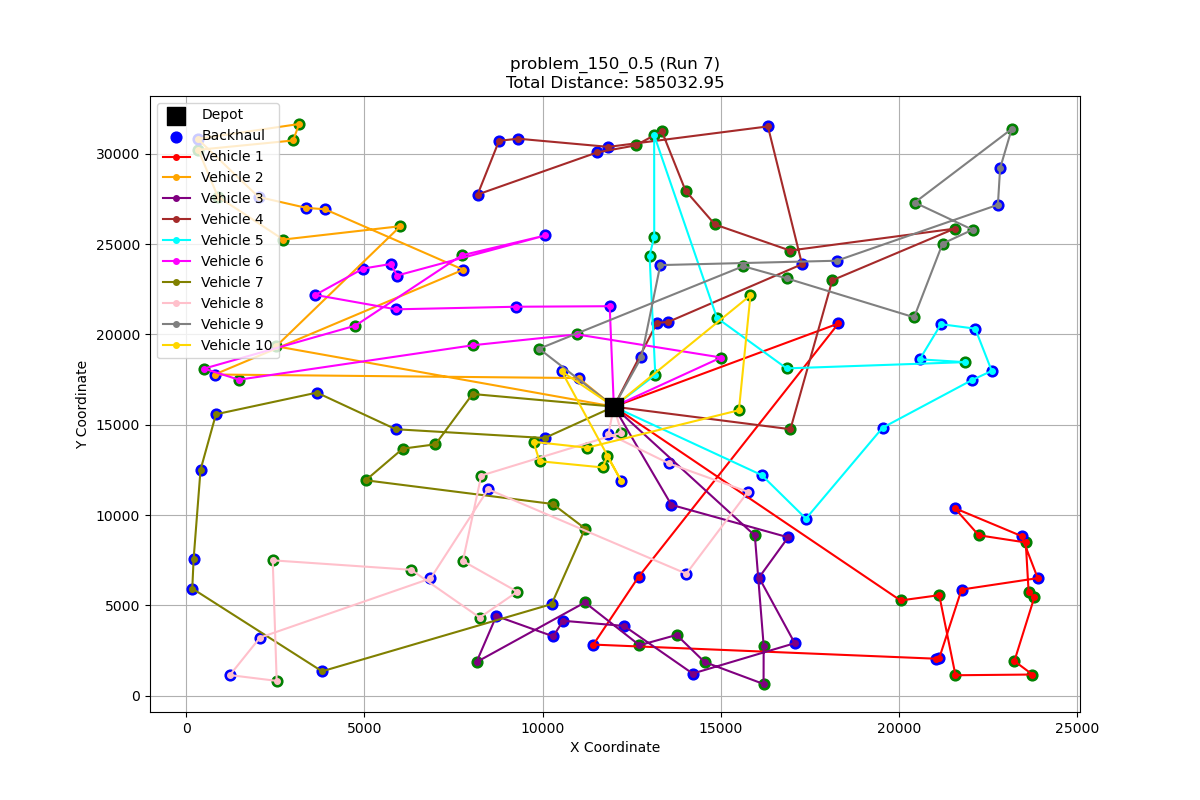 problem_150_0.5 (Run 7)
Total Distance: 585032.95
Depot
Backhaul
Vehicle 1
Vehicle 2
Vehicle 3
Vehicle 4
Vehicle 5
Vehicle 6
Vehicle 7
Vehicle 8
Vehicle 9
Vehicle 10
Y Coordinate
30000
25000
20000
15000
10000
5000
0
0
5000
10000
15000
20000
25000
X Coordinate